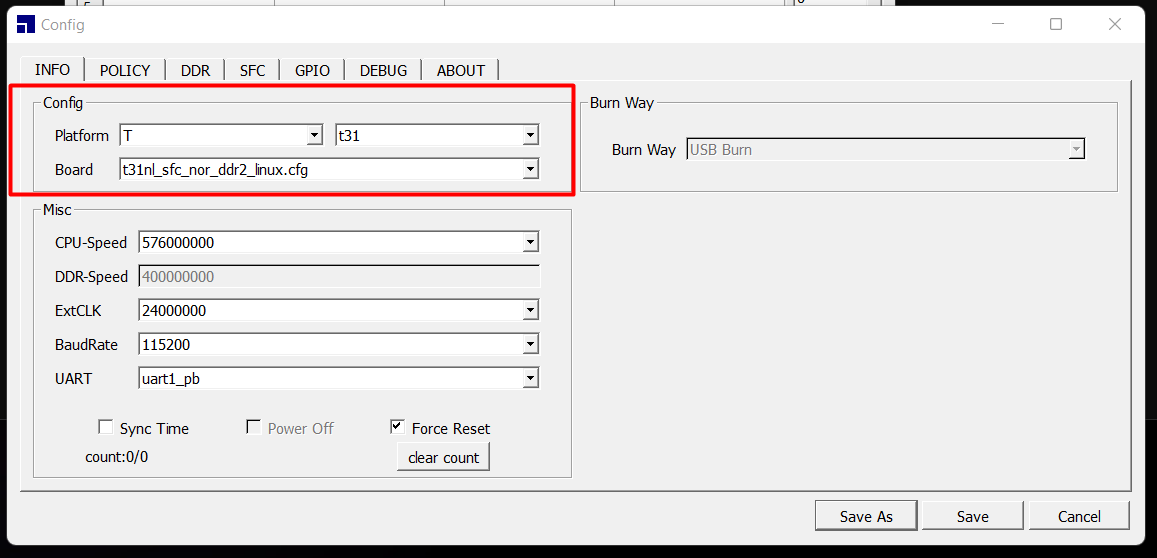 5
0
Config
INFO POLICY DDR SFC GPIO DEBUG ABOUT
Config
Platform T t31
Board t31nl_sfc_nor_ddr2_linux.cfg
Burn Way
Burn Way USB Burn
Misc
CPU-Speed 576000000
DDR-Speed 400000000
ExtCLK 24000000
BaudRate 115200
UART uart1_pb
Sync Time Power Off Force Reset
count:0/0 clear count
Save As Save Cancel